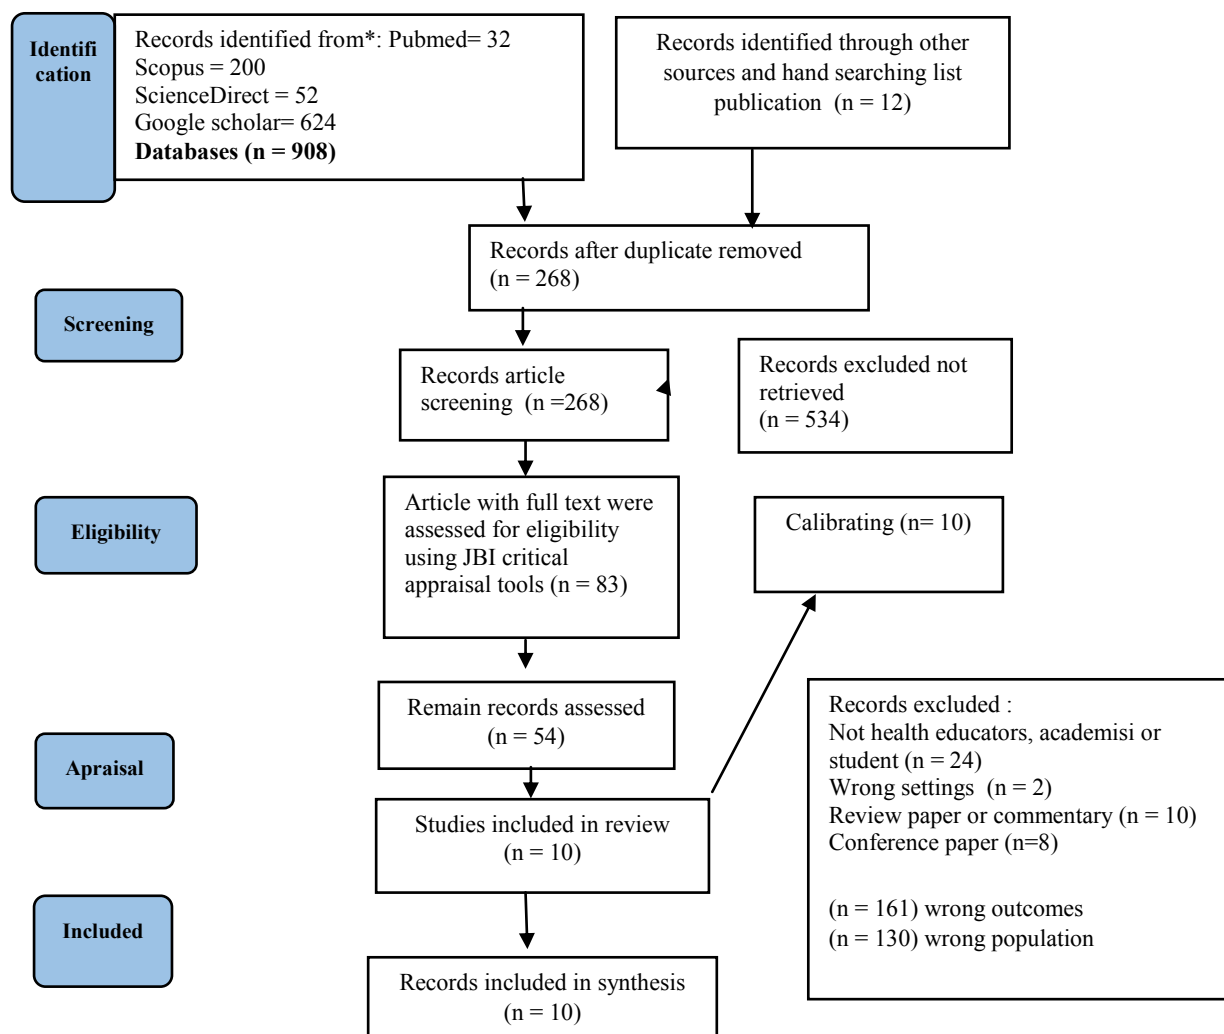 Identifi
cation
Records identified from*: Pubmed= 32
Scopus = 200
ScienceDirect = 52
Google scholar= 624
Databases (n = 908)
Records identified through other
sources and hand searching list
publication (n = 12)
Records after duplicate removed
(n = 268)
Screening
Records article
screening (n =268)
Records excluded not
retrieved
(n = 534)
Eligibility
Article with full text were
assessed for eligibility
using JBI critical
appraisal tools (n = 83)
Calibrating (n= 10)
Remain records assessed
(n = 54)
Apraisal
Studies included in review
(n = 10)
Records excluded :
Not health educators, academisi or
student (n = 24)
Wrong settings (n = 2)
Review paper or commentary (n = 10)
Conference paper (n=8)
(n = 161) wrong outcomes
(n = 130) wrong population
Included
Records included in synthesis
(n = 10)